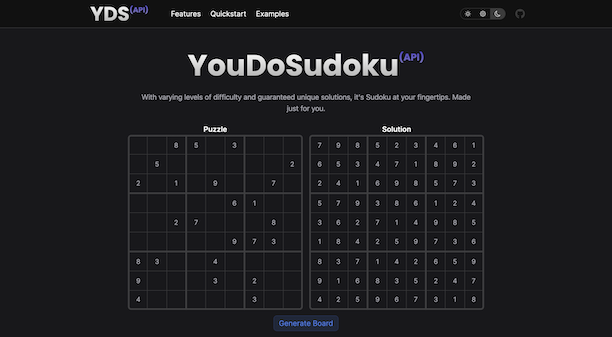 YDS(API) Features Quickstart Examples
YouDoSudoku(API)
With varying levels of difficulty and guaranteed unique solutions, it's Sudoku at your fingertips. Made
just for you.
Puzzle
8 5 3
5 2
2 1 9 7
6 1
2 7 8
9 7 3
8 3 4
9 3 2
4 3
Solution
7 9 8 5 2 3 4 6 1
6 5 3 4 7 1 8 9 2
2 4 1 6 9 8 5 7 3
5 7 9 3 8 6 1 2 4
3 6 2 7 1 4 9 8 5
1 8 4 2 5 9 7 3 6
8 3 7 1 4 2 6 5 9
9 1 6 8 3 5 2 4 7
4 2 5 9 6 7 3 1 8
Generate Board